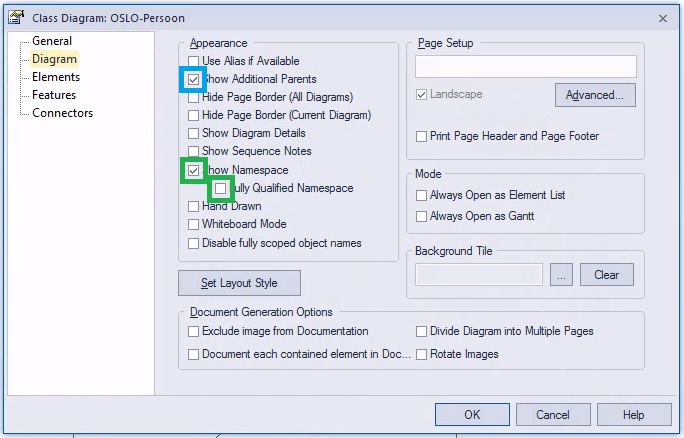 Class Diagram: OSLO-Persoon
General
Diagram
Elements
Features
Connectors
Appearance
Use Alias if Available
Show Additional Parents
Hide Page Border (All Diagrams)
Hide Page Border (Current Diagram)
Show Diagram Details
Show Sequence Notes
Show Namespace
Fully Qualified Namespace
Hand Drawn
Whiteboard Mode
Disable fully scoped object names
Set Layout Style
Page Setup
Landscape
Advanced...
Print Page Header and Page Footer
Mode
Always Open as Element List
Always Open as Gantt
Background Tile
...
Clear
Document Generation Options
Exclude image from Documentation
Divide Diagram into Multiple Pages
Document each contained element in Doc...
Rotate Images
OK
Cancel
Help